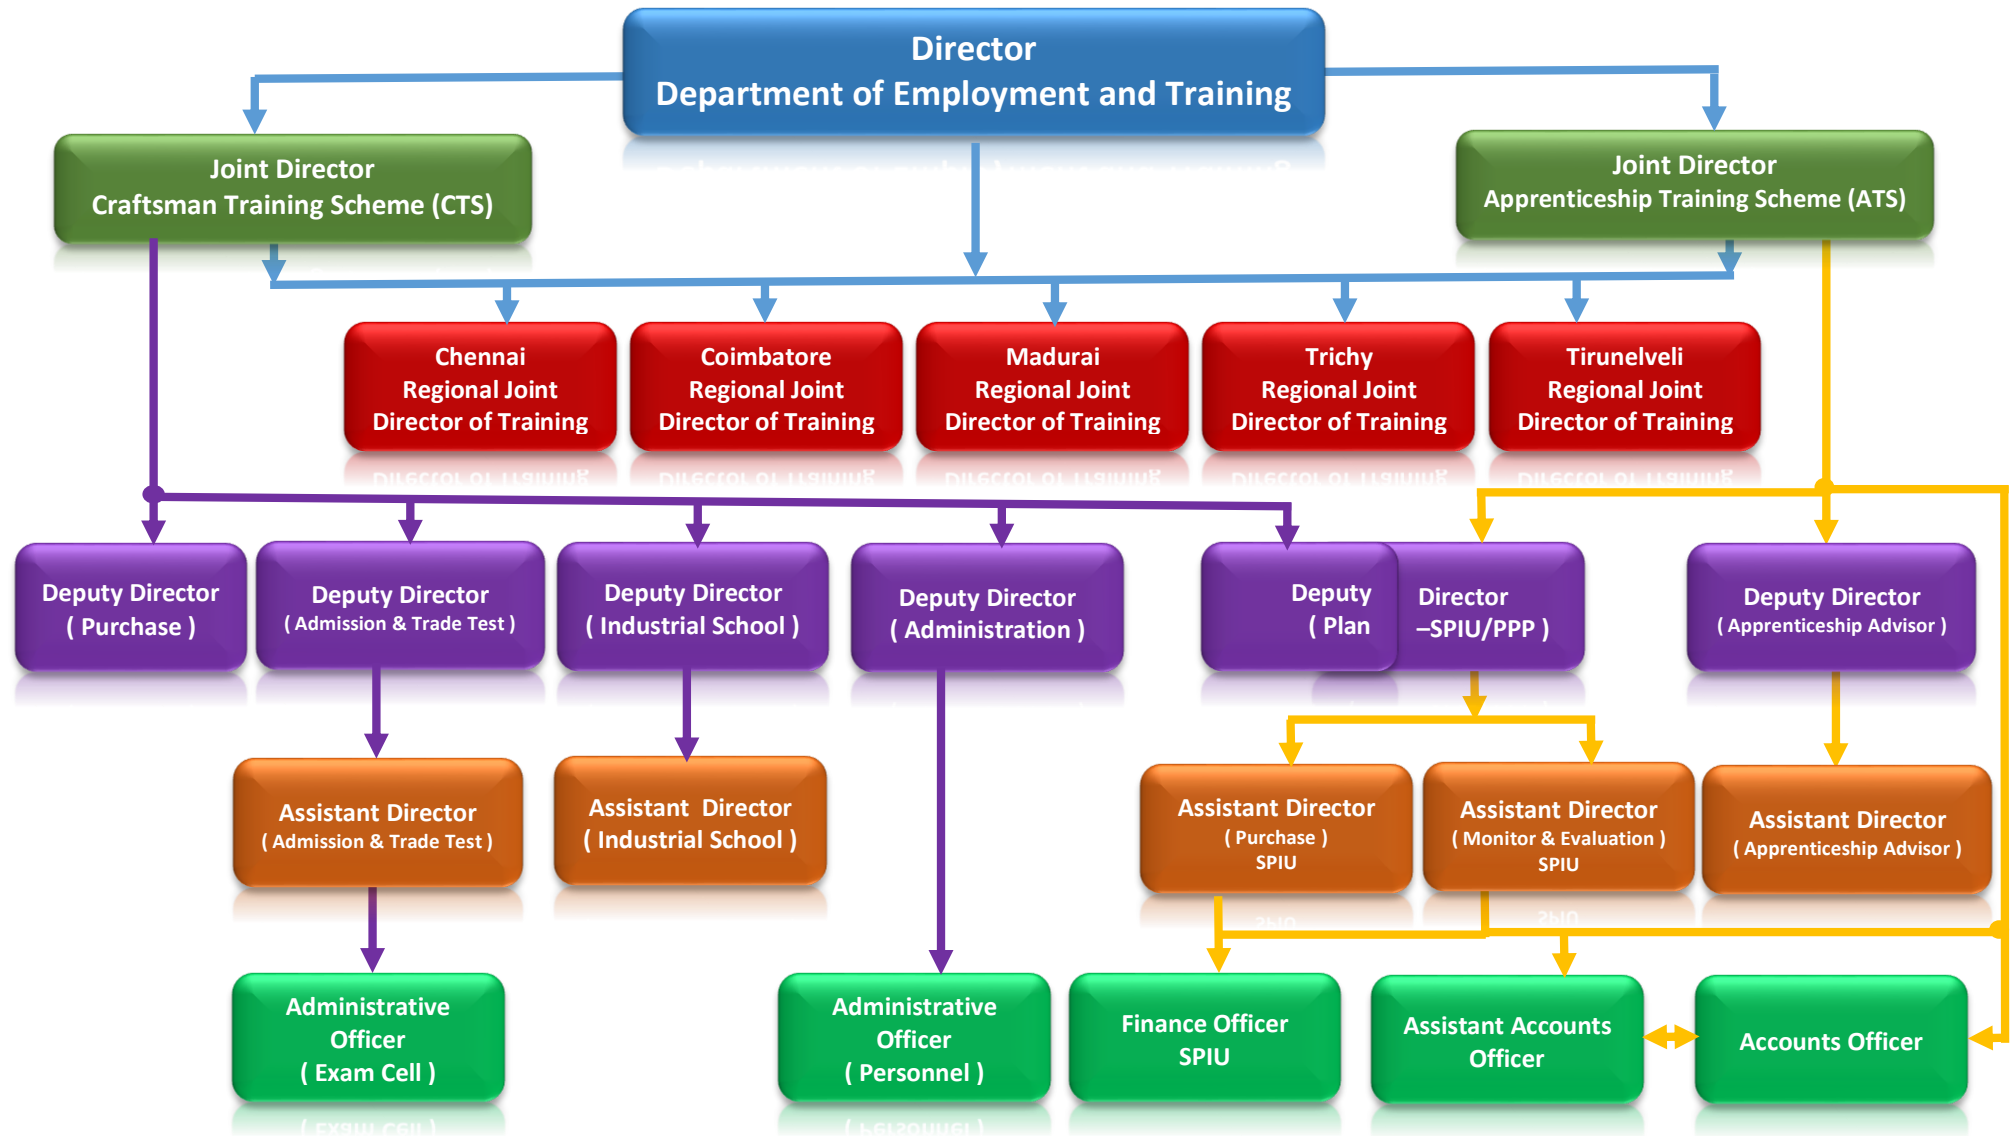 Director
Department of Employment and Training
Joint Director
Craftsman Training Scheme (CTS)
Joint Director
Apprenticeship Training Scheme (ATS)
Chennai
Regional Joint
Director of Training
Coimbatore
Regional Joint
Director of Training
Madurai
Regional Joint
Director of Training
Trichy
Regional Joint
Director of Training
Tirunelveli
Regional Joint
Director of Training
Deputy Director
( Purchase )
Deputy Director
( Admission & Trade Test )
Deputy Director
( Industrial School )
Deputy Director
( Administration )
Deputy Director
( Plan –SPIU/PPP )
Deputy Director
( Apprenticeship Advisor )
Assistant Director
( Admission & Trade Test )
Assistant Director
( Industrial School )
Assistant Director
( Purchase )
SPIU
Assistant Director
( Monitor & Evaluation )
SPIU
Assistant Director
( Apprenticeship Advisor )
Administrative
Officer
( Exam Cell )
Administrative
Officer
( Personnel )
Finance Officer
SPIU
Assistant Accounts
Officer
Accounts Officer